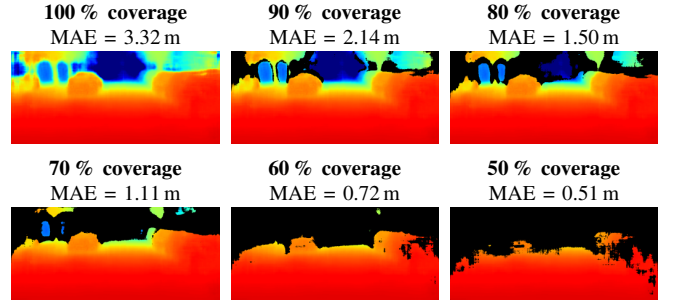 100 % coverage
MAE = 3.32 m
90 % coverage
MAE = 2.14 m
80 % coverage
MAE = 1.50 m
70 % coverage
MAE = 1.11 m
60 % coverage
MAE = 0.72 m
50 % coverage
MAE = 0.51 m